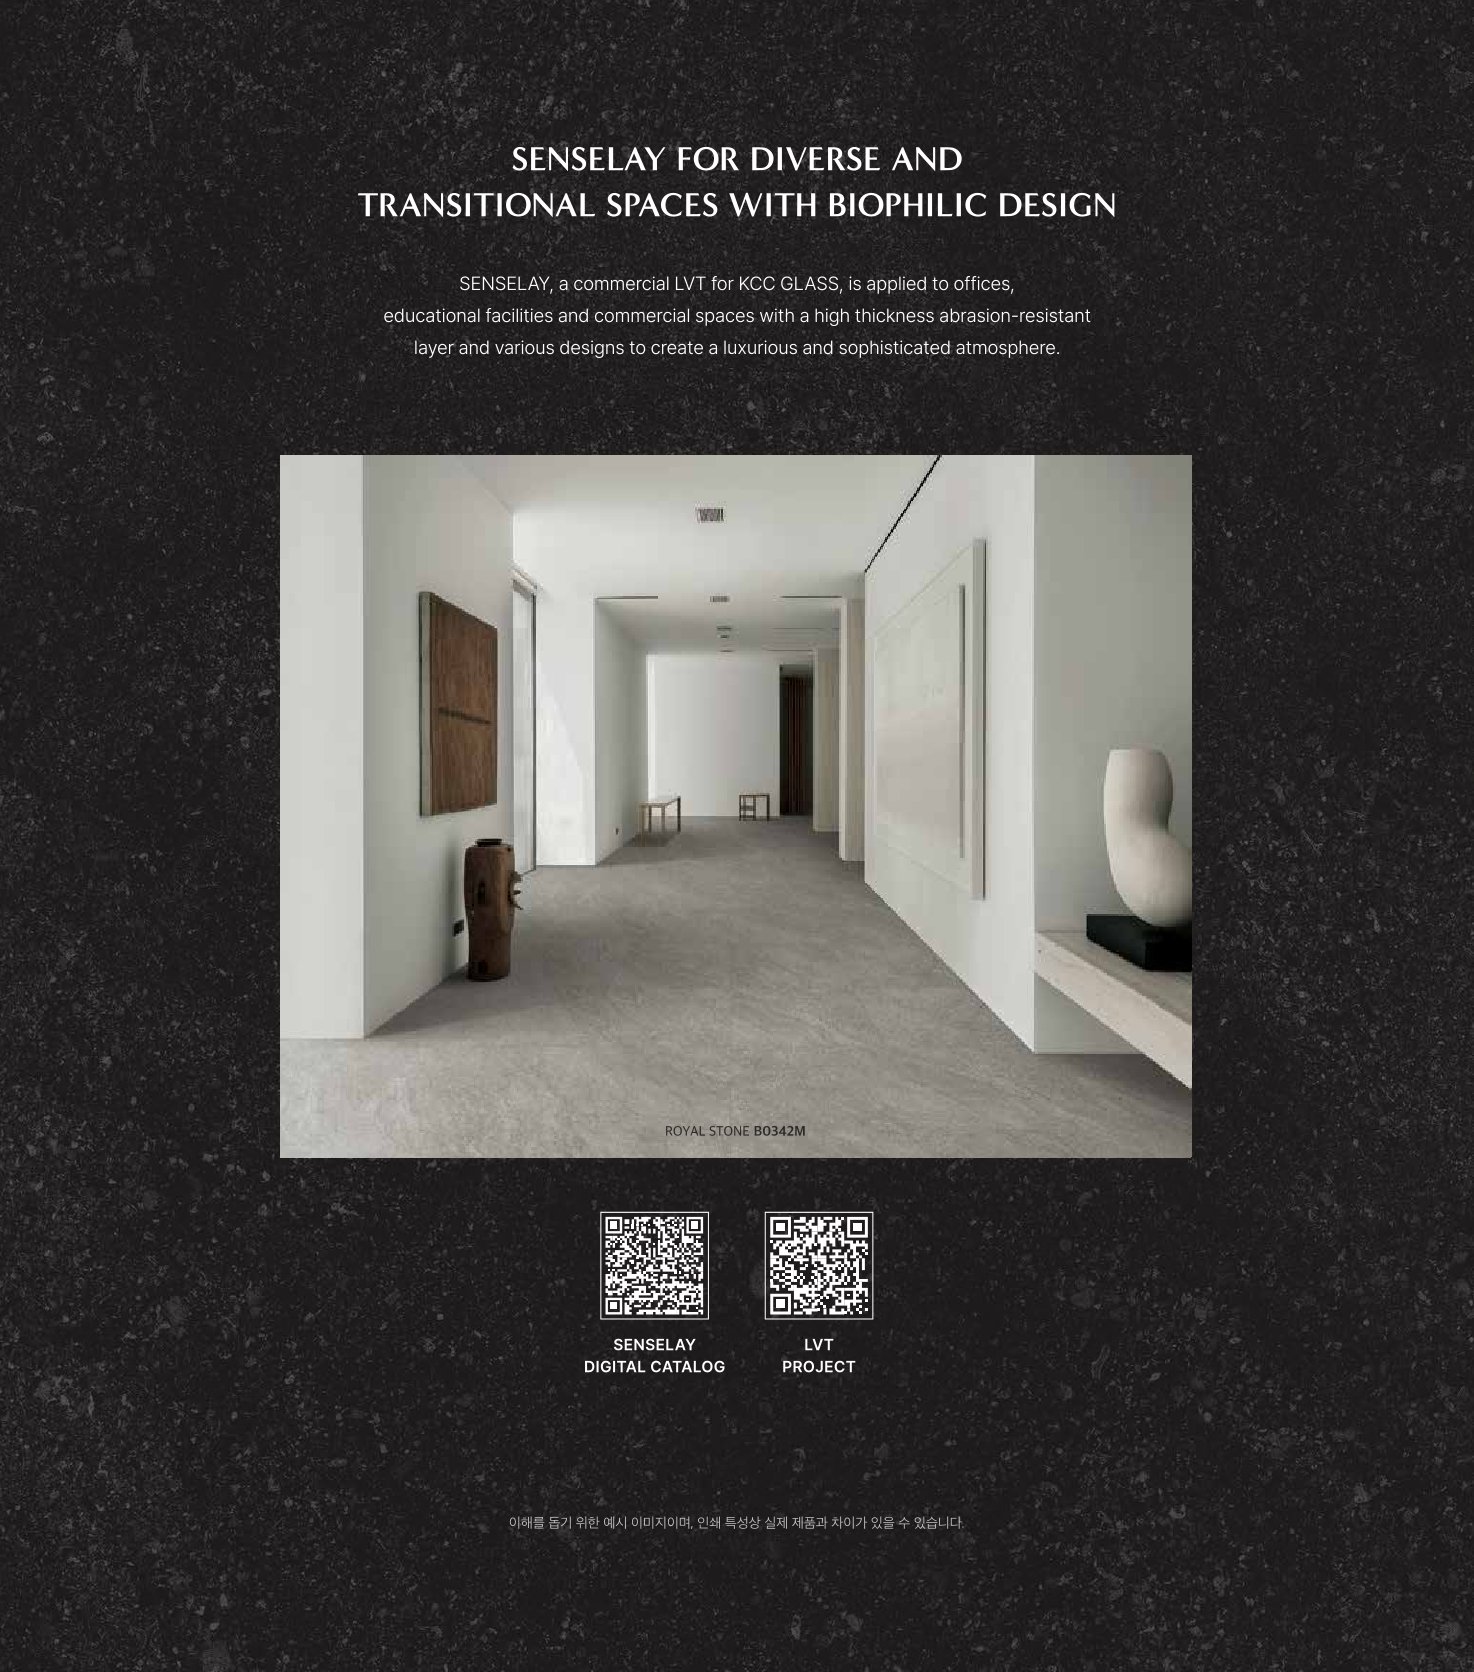 SENSELAY FOR DIVERSE AND
TRANSITIONAL SPACES WITH BIOPHILIC DESIGN
SENSELAY, a commercial LVT for KCC GLASS, is applied to offices,
educational facilities and commercial spaces with a high thickness abrasion-resistant
layer and various designs to create a luxurious and sophisticated atmosphere.
ROYAL STONE B0342M
SENSELAY
DIGITAL CATALOG
LVT
PROJECT
이해를 돕기 위한 예시 이미지이며, 인쇄 특성상 실제 제품과 차이가 있을 수 있습니다.